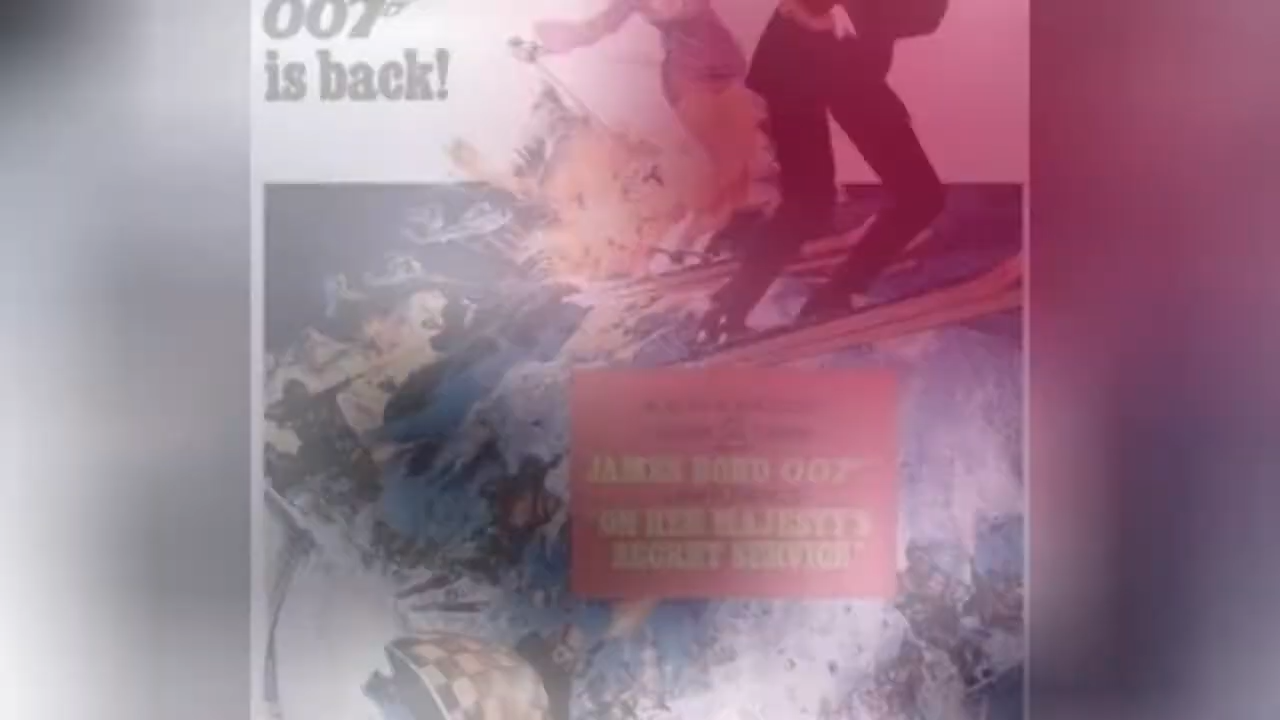 007
is back!
JAMES BOND 007
"ON HER MAJESTY'S
SECRET SERVICE"